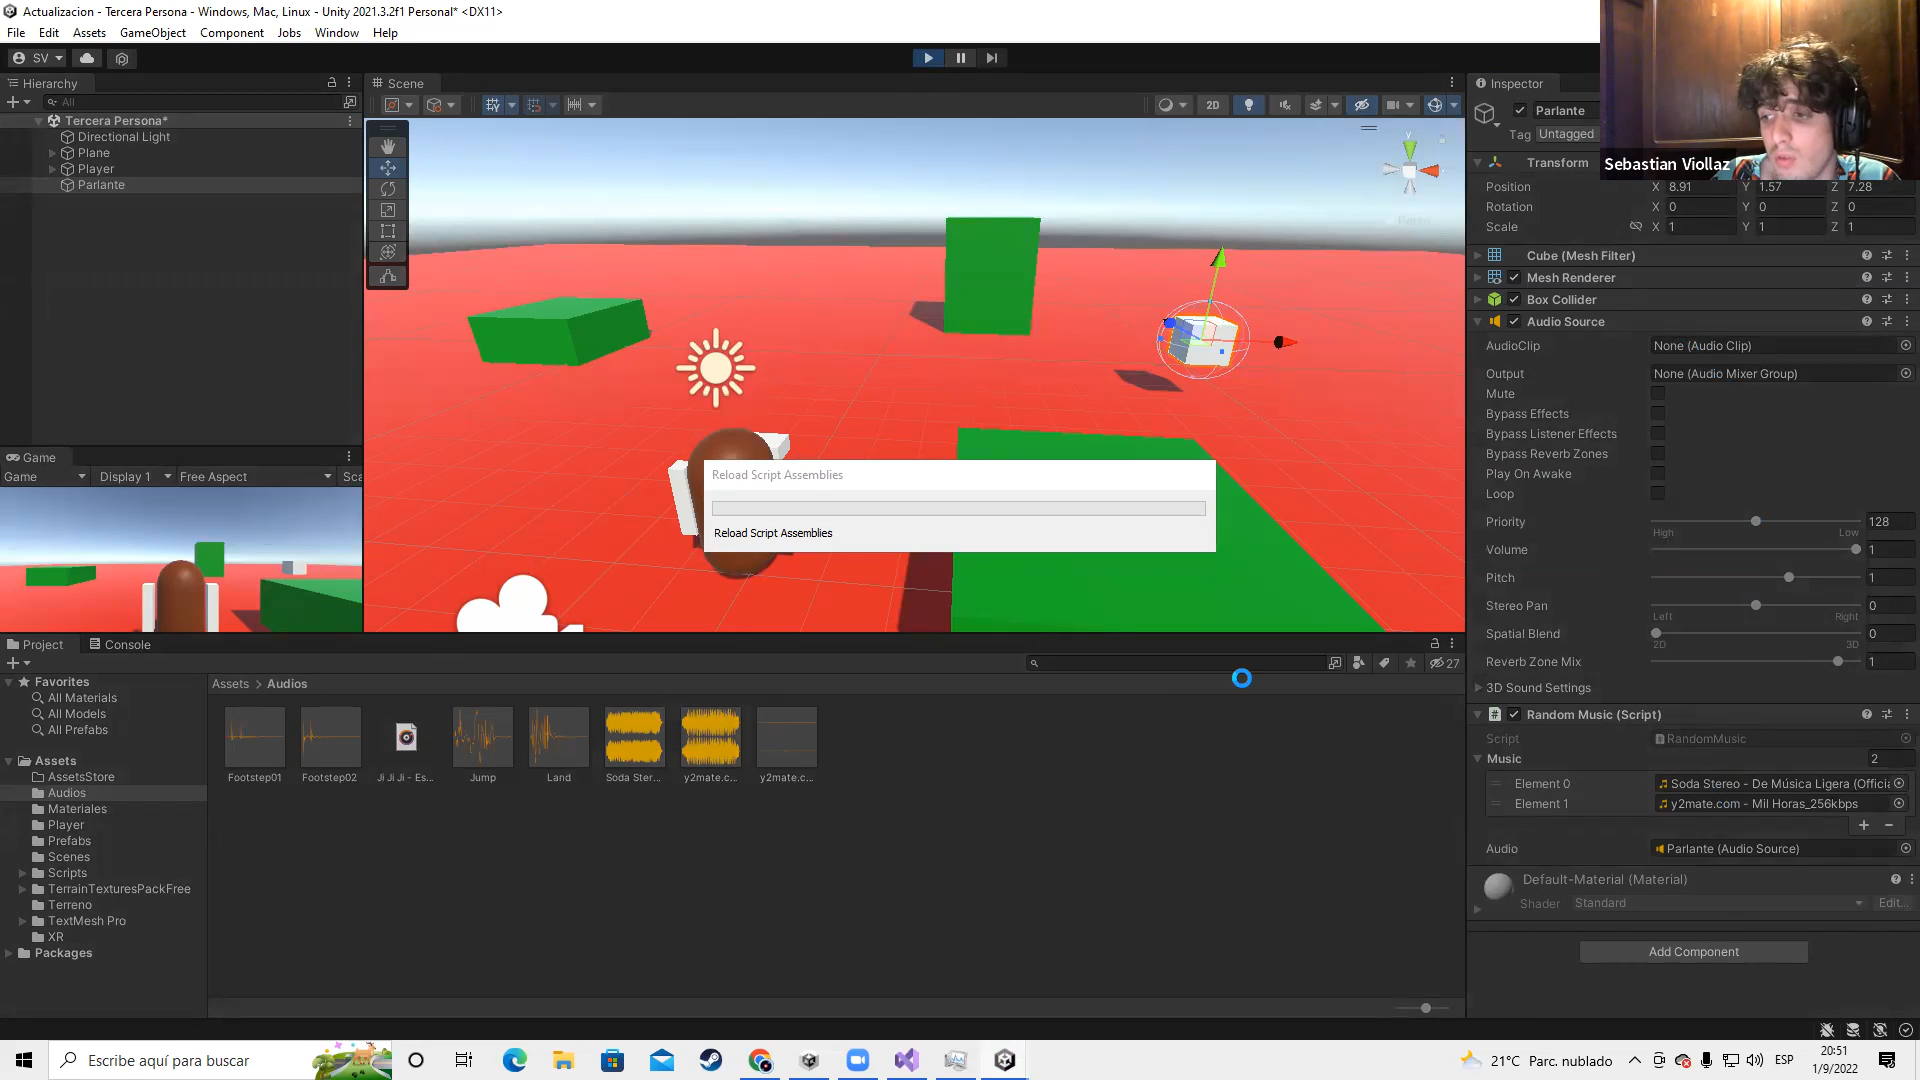 Actualizacion - Tercera Persona - Windows, Mac, Linux - Unity 2021.3.2f1 Personal* <DX11>
File Edit Assets GameObject Component Jobs Window Help
SV
Hierarchy
All
Tercera Persona*
Directional Light
Plane
Player
Parlante
Scene
2D
y
Reload Script Assemblies
Reload Script Assemblies
Game
Game Display 1 Free Aspect Sca
Project Console
27
Favorites
All Materials
All Models
All Prefabs
Assets
AssetsStore
Audios
Materiales
Player
Prefabs
Scenes
Scripts
TerrainTexturesPackFree
Terreno
TextMesh Pro
XR
Packages
Assets > Audios
Footstep01 Footstep02 Ji Ji Ji - Es... Jump Land Soda Ster... y2mate.c... y2mate.c...
Inspector
Parlante
Tag Untagged
Sebastian Viollaz
Transform
Position X 8.91 Y 1.57 Z 7.28
Rotation X 0 Y 0 Z 0
Scale X 1 Y 1 Z 1
Cube (Mesh Filter)
Mesh Renderer
Box Collider
Audio Source
AudioClip None (Audio Clip)
Output None (Audio Mixer Group)
Mute
Bypass Effects
Bypass Listener Effects
Bypass Reverb Zones
Play On Awake
Loop
Priority 128
High Low
Volume 1
Pitch 1
Stereo Pan 0
Left Right
Spatial Blend 0
2D 3D
Reverb Zone Mix 1
3D Sound Settings
Random Music (Script)
Script RandomMusic
Music 2
Element 0 Soda Stereo - De Música Ligera (Officia
Element 1 y2mate.com - Mil Horas_256kbps
Audio Parlante (Audio Source)
Default-Material (Material)
Shader Standard Edit...
Add Component
Escribe aquí para buscar
21°C Parc. nublado
ESP
20:51
1/9/2022